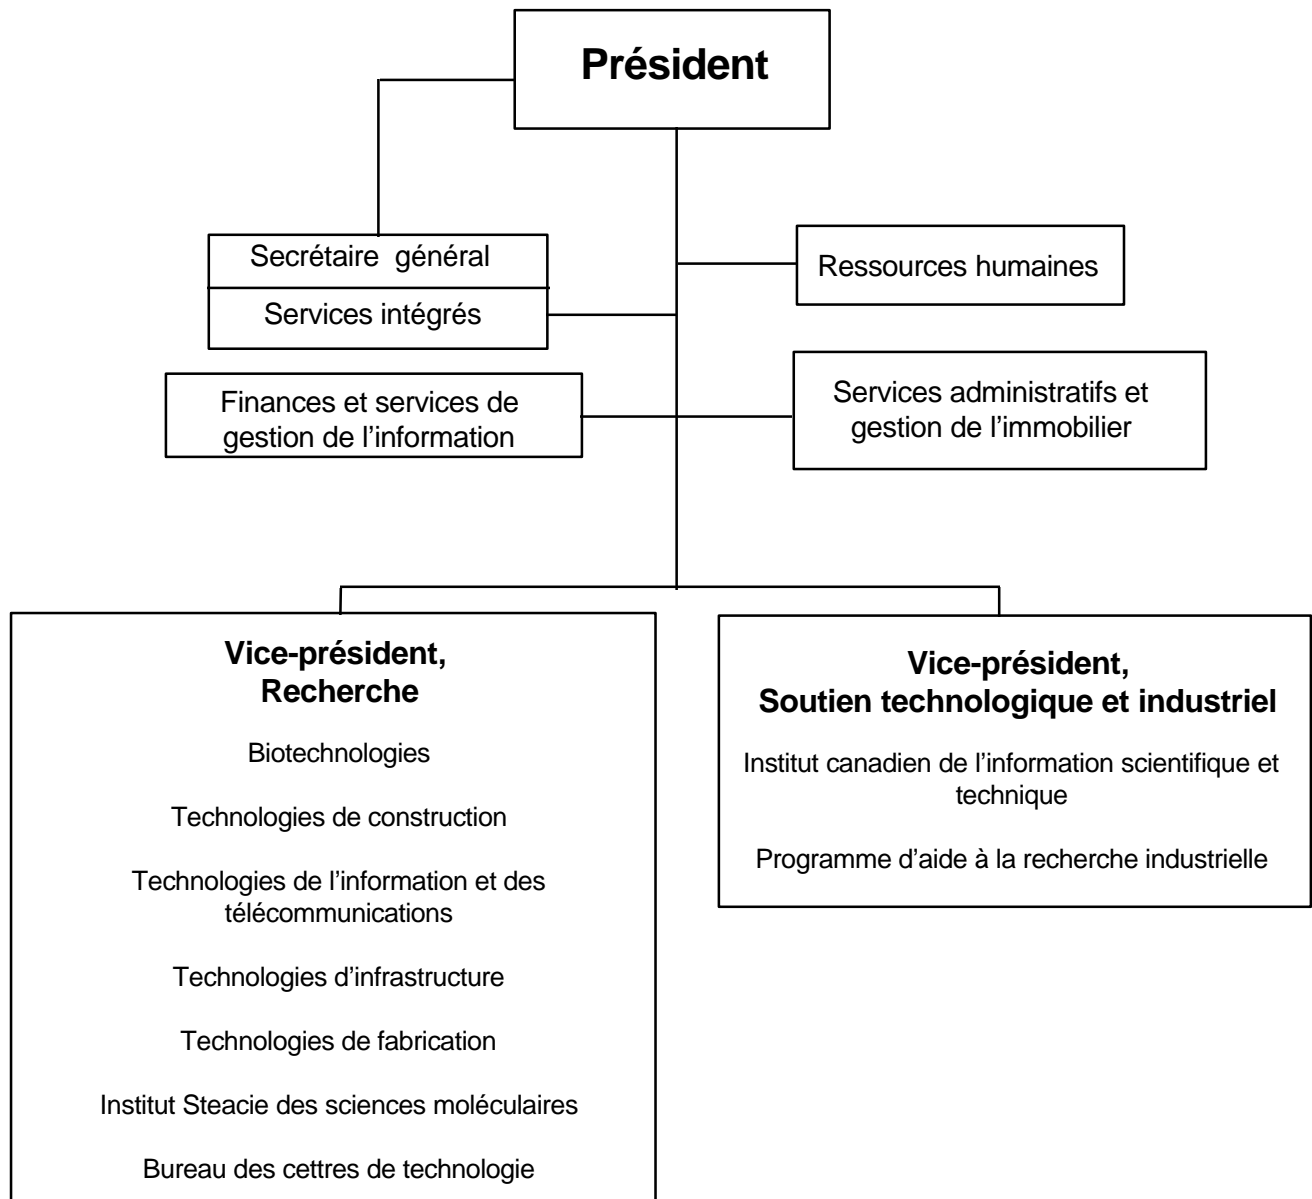 Président
Secrétaire général
Services intégrés
Ressources humaines
Finances et services de
gestion de l'information
Services administratifs et
gestion de l'immobilier
Vice-président,
Recherche
Biotechnologies
Technologies de construction
Technologies de l'information et des
télécommunications
Technologies d'infrastructure
Technologies de fabrication
Institut Steacie des sciences moléculaires
Bureau des cettres de technologie
Vice-président,
Soutien technologique et industriel
Institut canadien de l'information scientifique et
technique
Programme d'aide à la recherche industrielle